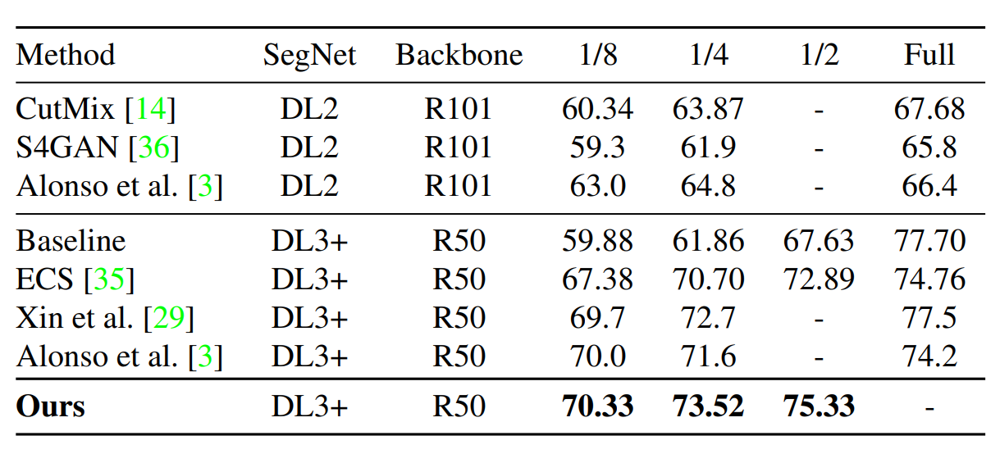 Method SegNet Backbone 1/8 1/4 1/2 Full
CutMix [14] DL2 R101 60.34 63.87 - 67.68
S4GAN [36] DL2 R101 59.3 61.9 - 65.8
Alonso et al. [3] DL2 R101 63.0 64.8 - 66.4
Baseline DL3+ R50 59.88 61.86 67.63 77.70
ECS [35] DL3+ R50 67.38 70.70 72.89 74.76
Xin et al. [29] DL3+ R50 69.7 72.7 - 77.5
Alonso et al. [3] DL3+ R50 70.0 71.6 - 74.2
Ours DL3+ R50 70.33 73.52 75.33 -